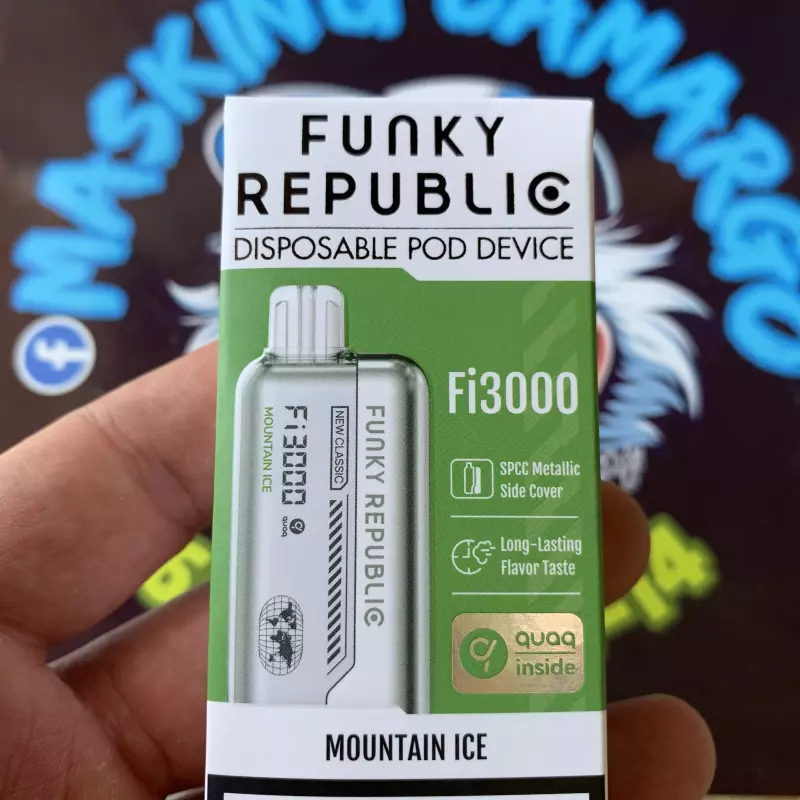 MASKING CAMARGO
f
FUNKY
REPUBLIC
DISPOSABLE POD DEVICE
Fi3000
SPCC Metallic
Side Cover
Long-Lasting
Flavor Taste
quaq
inside
FUNKY REPUBLIC
NEW CLASSIC
Fi3000
quaq
MOUNTAIN ICE
MOUNTAIN ICE
-14